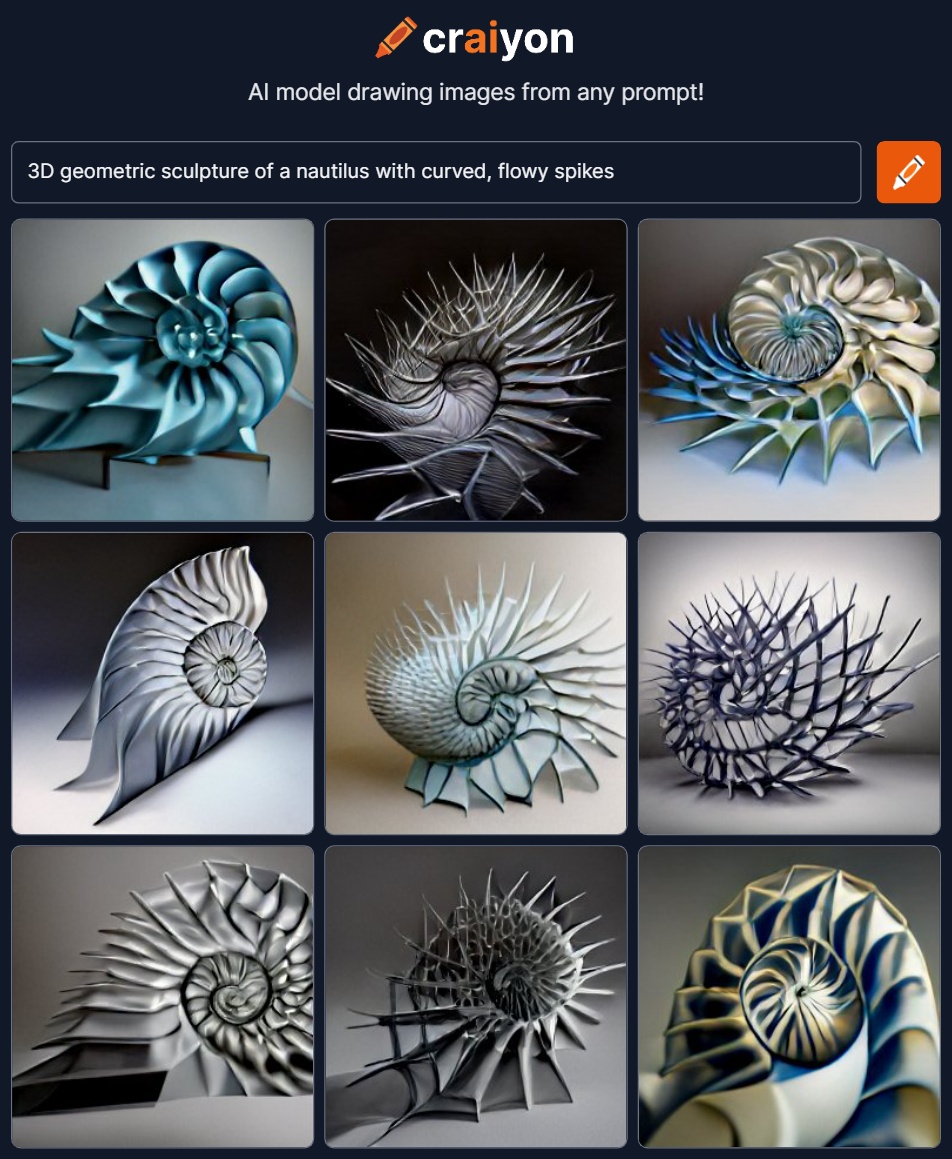 craiyon
AI model drawing images from any prompt!
3D geometric sculpture of a nautilus with curved, flowy spikes